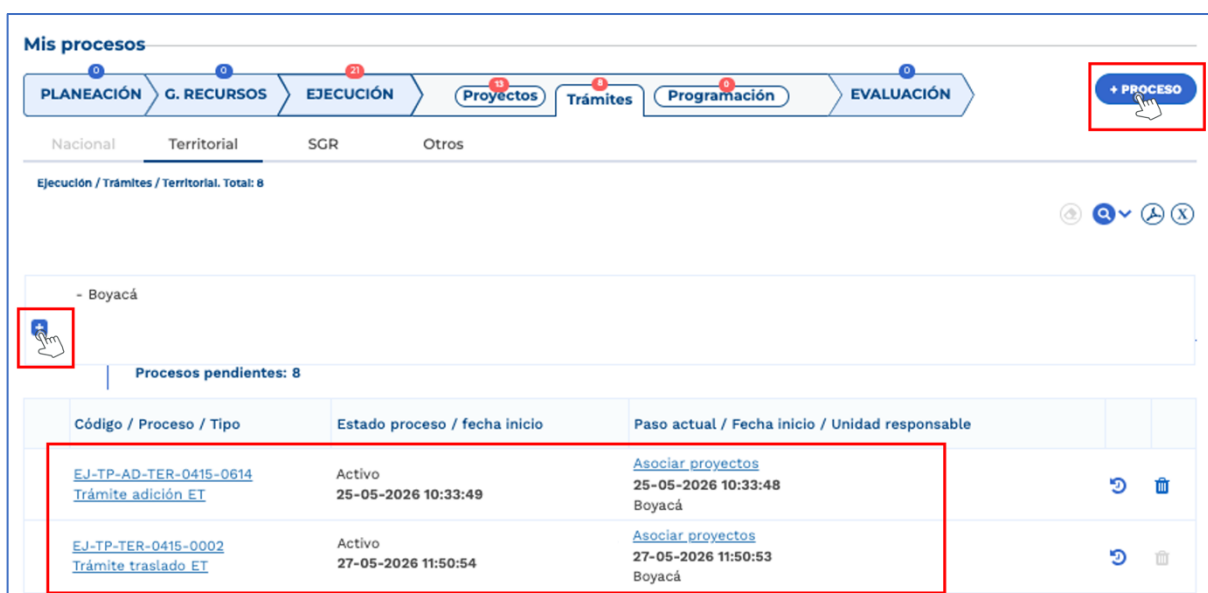 Mis procesos
0 0 21 13 8 0 0
PLANEACIÓN G. RECURSOS EJECUCIÓN Proyectos Trámites Programación EVALUACIÓN + PROCESO
Nacional Territorial SGR Otros
Ejecución / Trámites / Territorial. Total: 8
- Boyacá
Procesos pendientes: 8
Código / Proceso / Tipo Estado proceso / fecha inicio Paso actual / Fecha inicio / Unidad responsable
EJ-TP-AD-TER-0415-0614 Activo Asociar proyectos
Trámite adición ET 25-05-2026 10:33:49 25-05-2026 10:33:48
Boyacá
EJ-TP-TER-0415-0002 Activo Asociar proyectos
Trámite traslado ET 27-05-2026 11:50:54 27-05-2026 11:50:53
Boyacá